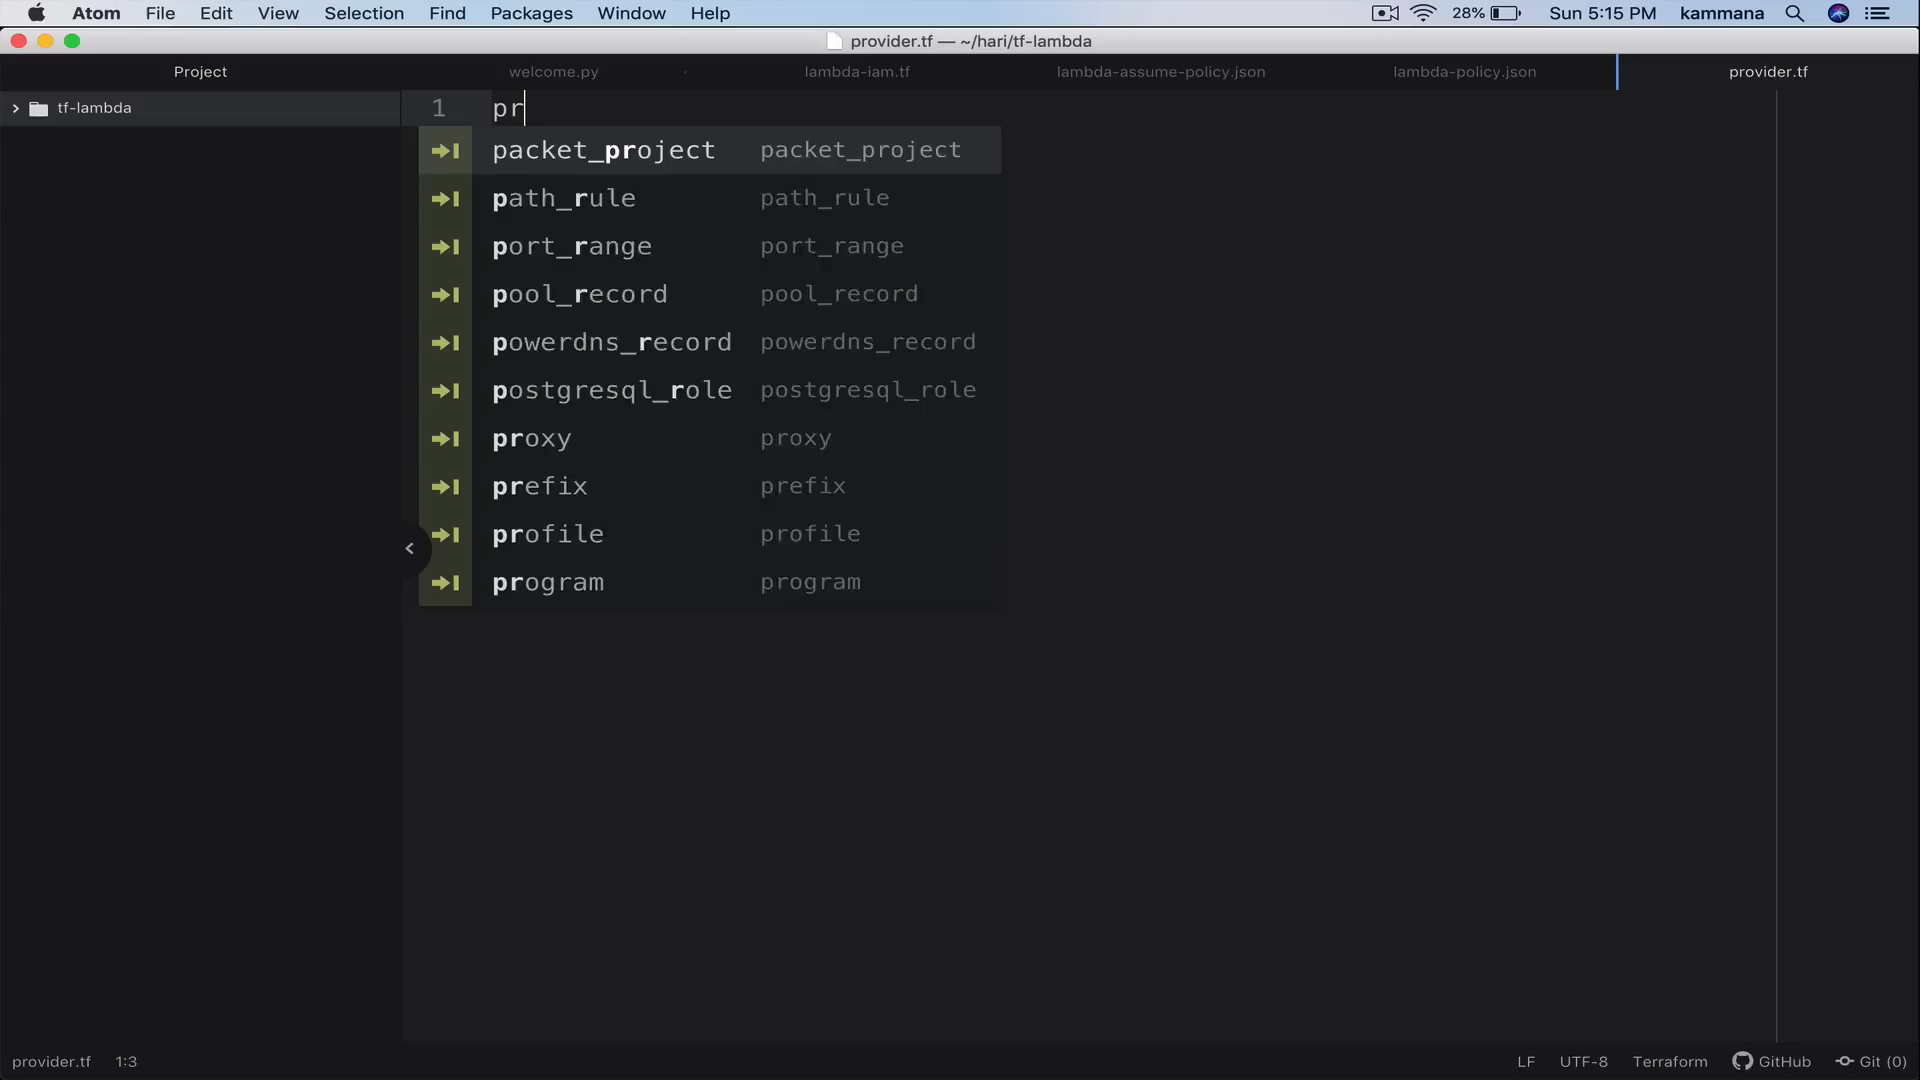 Atom File Edit View Selection Find Packages Window Help 28% Sun 5:15 PM kammana
provider.tf — ~/hari/tf-lambda
Project welcome.py lambda-iam.tf lambda-assume-policy.json lambda-policy.json provider.tf
tf-lambda
1 pr
packet_project packet_project
path_rule path_rule
port_range port_range
pool_record pool_record
powerdns_record powerdns_record
postgresql_role postgresql_role
proxy proxy
prefix prefix
profile profile
program program
provider.tf 1:3 LF UTF-8 Terraform GitHub Git (0)